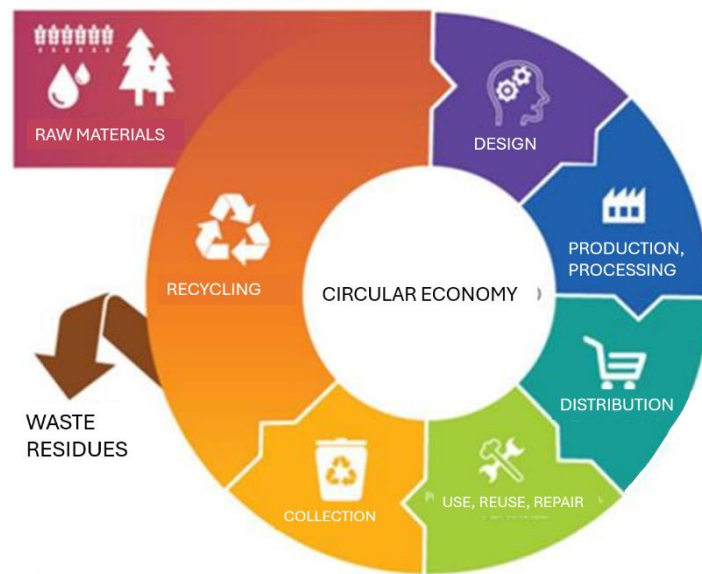 RAW MATERIALS
DESIGN
PRODUCTION,
PROCESSING
RECYCLING
CIRCULAR ECONOMY
DISTRIBUTION
WASTE
RESIDUES
USE, REUSE, REPAIR
COLLECTION